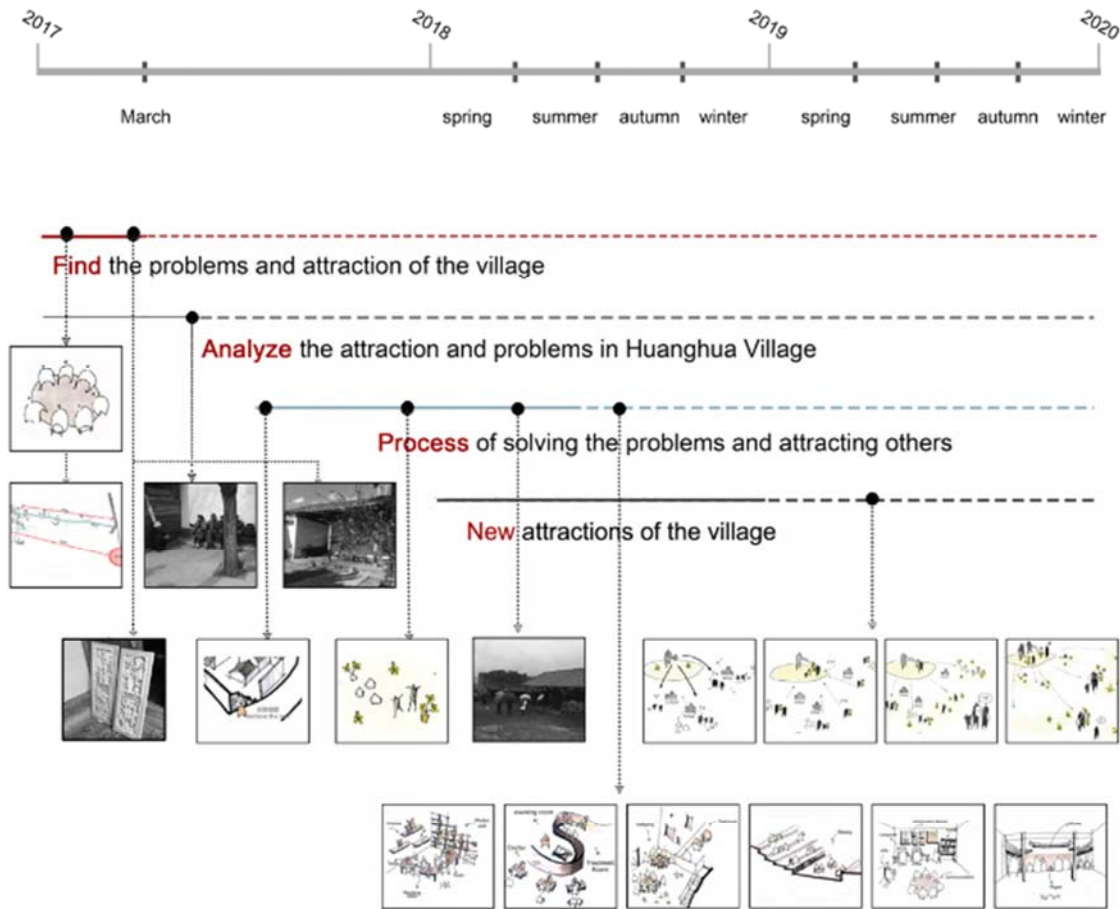 2017
2018
2019
2020
March
spring
summer
autumn
winter
spring
summer
autumn
winter
Find the problems and attraction of the village
Analyze the attraction and problems in Huanghua Village
Process of solving the problems and attracting others
New attractions of the village